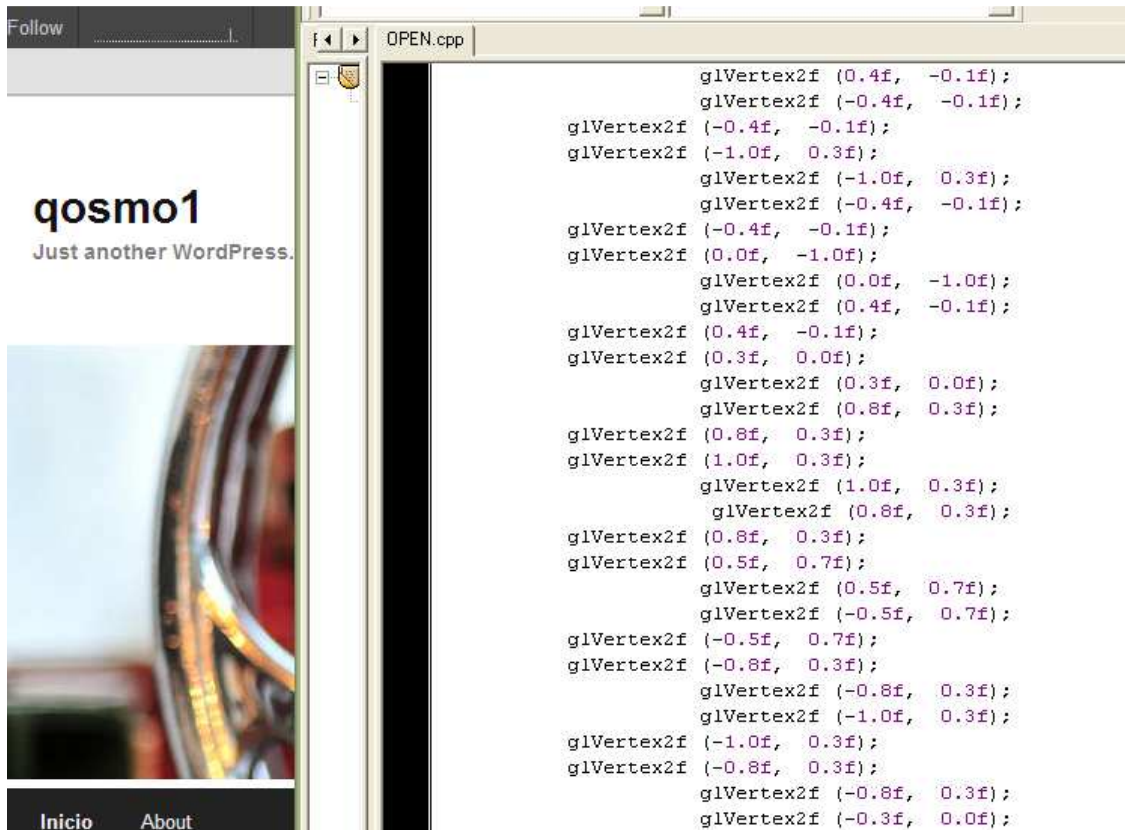 Follow
qosmo1
Just another WordPress.
Inicio About
OPEN.cpp
glVertex2f (0.4f, -0.1f);
glVertex2f (-0.4f, -0.1f);
glVertex2f (-0.4f, -0.1f);
glVertex2f (-1.0f, 0.3f);
glVertex2f (-1.0f, 0.3f);
glVertex2f (-0.4f, -0.1f);
glVertex2f (-0.4f, -0.1f);
glVertex2f (0.0f, -1.0f);
glVertex2f (0.0f, -1.0f);
glVertex2f (0.4f, -0.1f);
glVertex2f (0.4f, -0.1f);
glVertex2f (0.3f, 0.0f);
glVertex2f (0.3f, 0.0f);
glVertex2f (0.8f, 0.3f);
glVertex2f (0.8f, 0.3f);
glVertex2f (1.0f, 0.3f);
glVertex2f (1.0f, 0.3f);
glVertex2f (0.8f, 0.3f);
glVertex2f (0.8f, 0.3f);
glVertex2f (0.5f, 0.7f);
glVertex2f (0.5f, 0.7f);
glVertex2f (-0.5f, 0.7f);
glVertex2f (-0.5f, 0.7f);
glVertex2f (-0.8f, 0.3f);
glVertex2f (-0.8f, 0.3f);
glVertex2f (-1.0f, 0.3f);
glVertex2f (-1.0f, 0.3f);
glVertex2f (-0.8f, 0.3f);
glVertex2f (-0.8f, 0.3f);
glVertex2f (-0.3f, 0.0f);